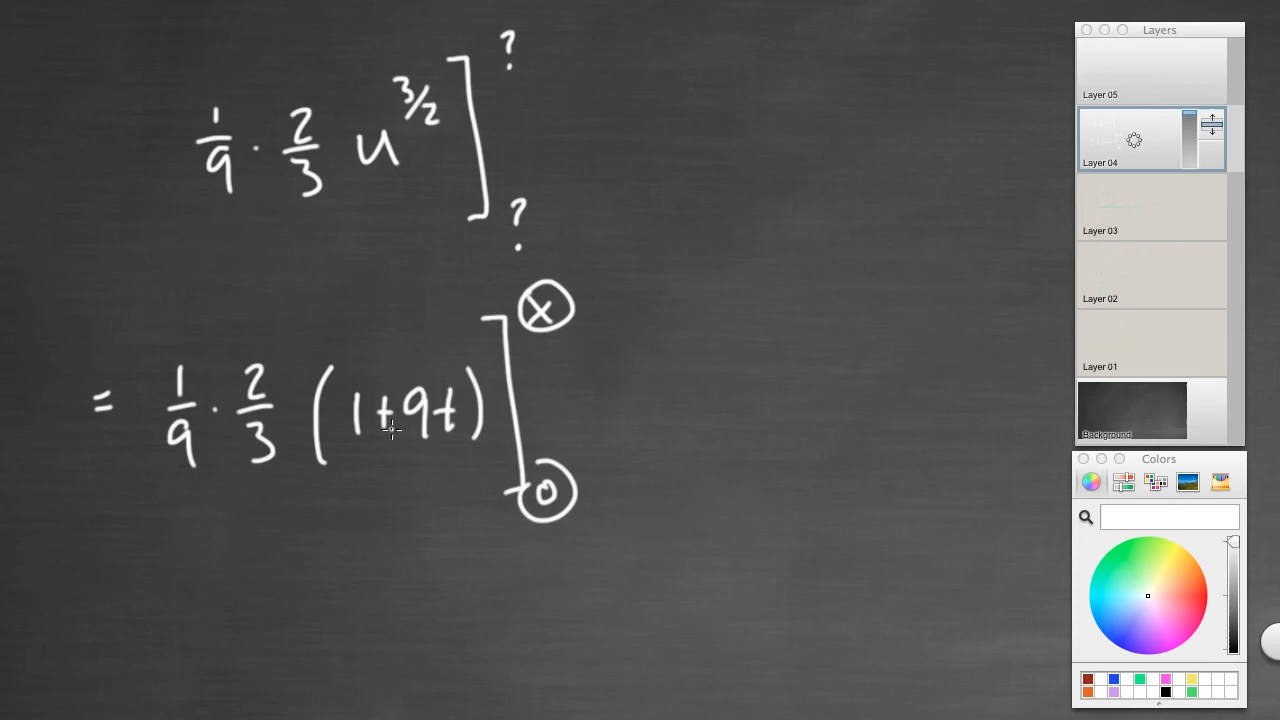 1/9 · 2/3 u^3/2 ]_?^?
= 1/9 · 2/3 (1+9t) ]_0^x
Layers
Layer 05
Layer 04
Layer 03
Layer 02
Layer 01
Background
Colors